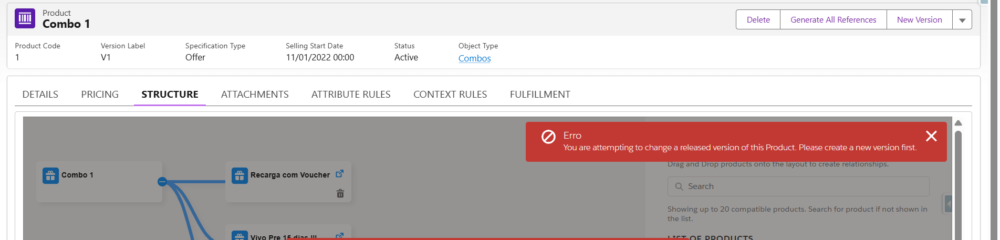 Product
Combo 1
Delete
Generate All References
New Version
Product Code
Version Label
Specification Type
Selling Start Date
Status
Object Type
1
V1
Offer
11/01/2022 00:00
Active
Combos
DETAILS
PRICING
STRUCTURE
ATTACHMENTS
ATTRIBUTE RULES
CONTEXT RULES
FULFILLMENT
Erro
You are attempting to change a released version of this Product. Please create a new version first.
Combo 1
Recarga com Voucher
Drag and Drop products onto the layout to create relationships.
Search
Showing up to 20 compatible products. Search for product if not shown in
the list.
Vivo Pre 15 dias III
LIST OF PRODUCTS